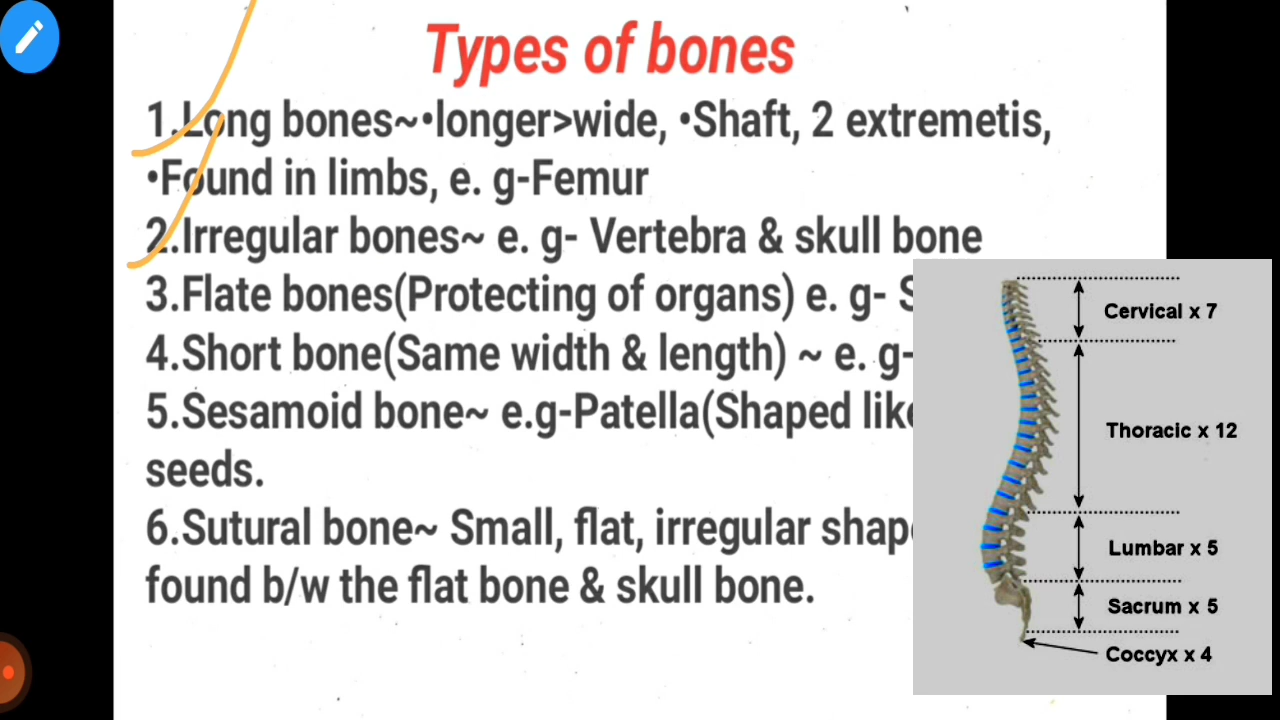 Types of bones
1.Long bones~•longer>wide, •Shaft, 2 extremetis,
•Found in limbs, e. g-Femur
2.Irregular bones~ e. g- Vertebra & skull bone
3.Flate bones(Protecting of organs) e. g-
4.Short bone(Same width & length) ~ e. g-
5.Sesamoid bone~ e.g-Patella(Shaped
seeds.
6.Sutural bone~ Small, flat, irregular
found b/w the flat bone & skull bone.
Cervical x 7
Thoracic x 12
Lumbar x 5
Sacrum x 5
Coccyx x 4